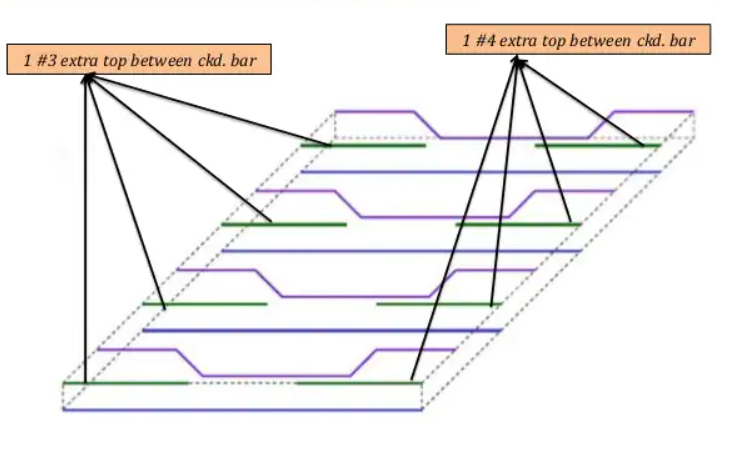 1 #3 extra top between ckd. bar
1 #4 extra top between ckd. bar